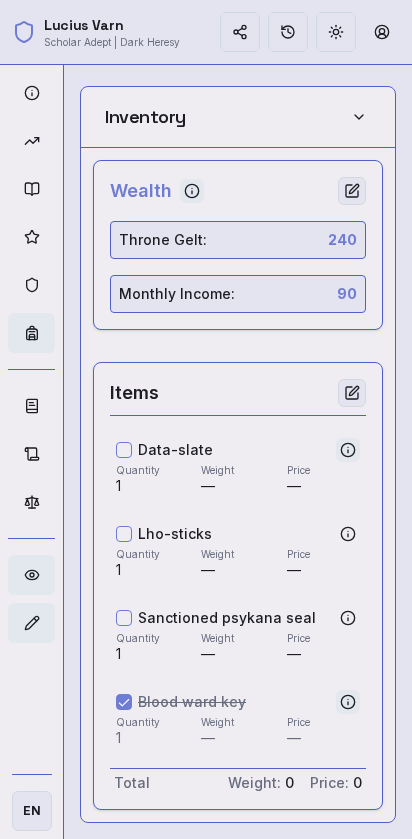 Lucius Varn
Scholar Adept | Dark Heresy
Inventory
Wealth
Throne Gelt: 240
Monthly Income: 90
Items
Data-slate
Quantity Weight Price
1 — —
Lho-sticks
Quantity Weight Price
1 — —
Sanctioned psykana seal
Quantity Weight Price
1 — —
Blood ward key
Quantity Weight Price
1 — —
Total Weight: 0 Price: 0
EN